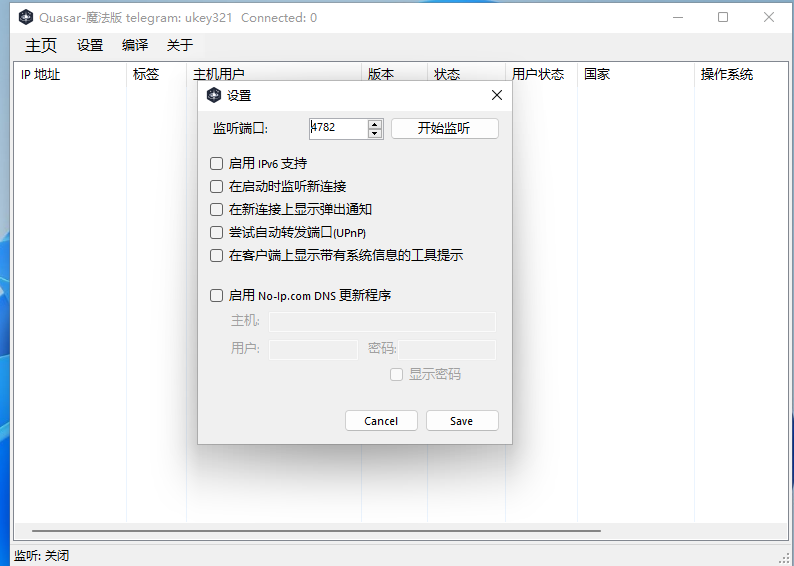 Quasar-魔法版 telegram: ukey321 Connected: 0
主页 设置 编译 关于
IP 地址 标签 主机用户 版本 状态 用户状态 国家 操作系统
设置
监听端口: 4782 开始监听
启用 IPv6 支持
在启动时监听新连接
在新连接上显示弹出通知
尝试自动转发端口(UPnP)
在客户端上显示带有系统信息的工具提示
启用 No-Ip.com DNS 更新程序
主机:
用户: 密码:
显示密码
Cancel Save
监听: 关闭